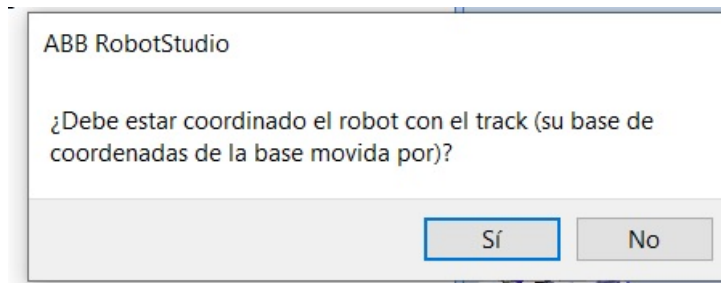 ABB RobotStudio
¿Debe estar coordinado el robot con el track (su base de
coordenadas de la base movida por)?
Sí
No